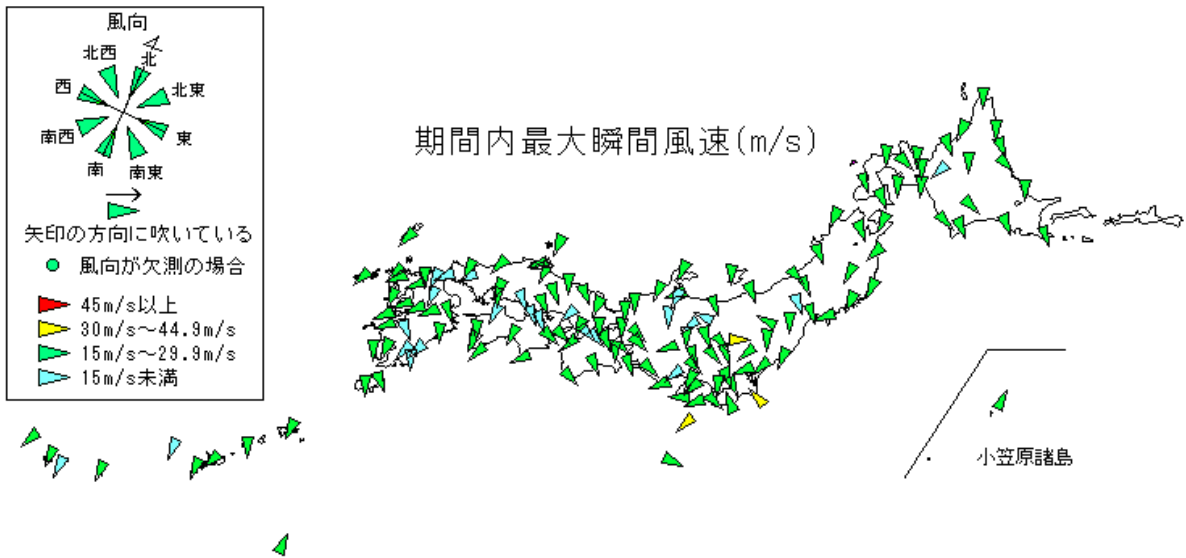 風向
北西
北
西
北東
南西
東
南
南東
矢印の方向に吹いている
風向が欠測の場合
45m/s以上
30m/s～44.9m/s
15m/s～29.9m/s
15m/s未満
期間内最大瞬間風速(m/s)
小笠原諸島